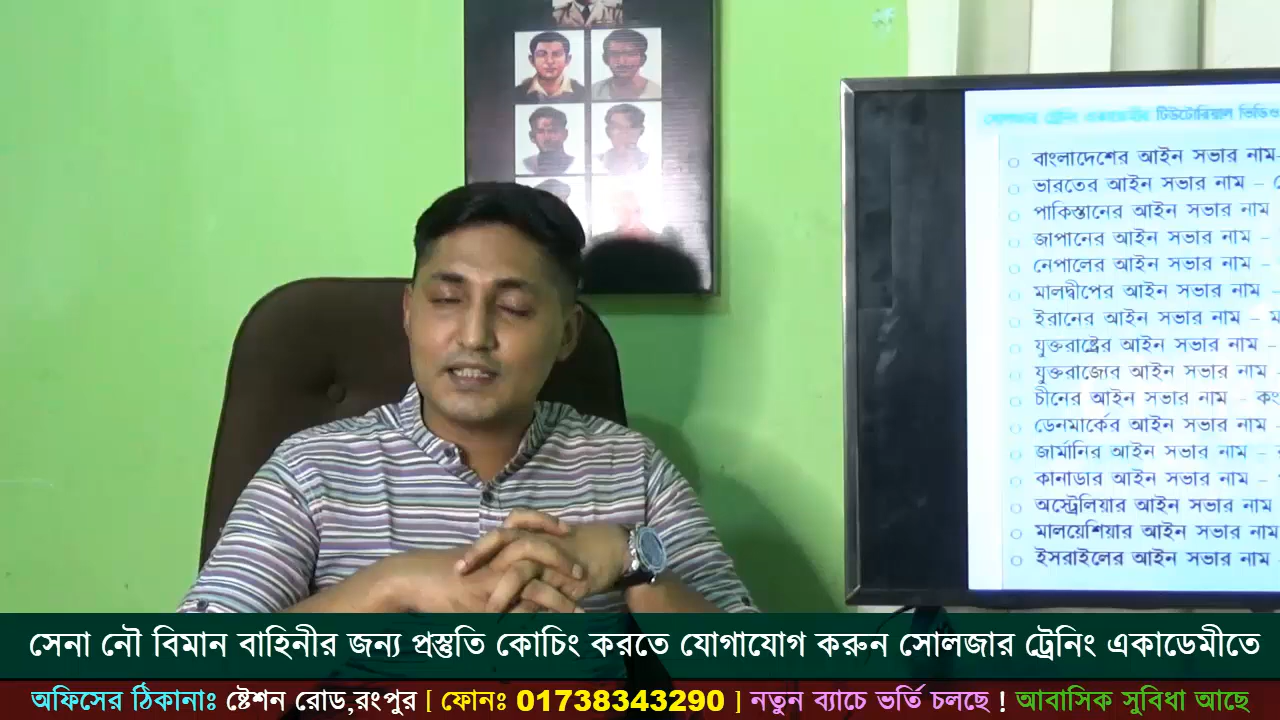 টিউটোরিয়াল ভিডিও
বাংলাদেশের আইন সভার নাম-
ভারতের আইন সভার নাম –
পাকিস্তানের আইন সভার নাম
জাপানের আইন সভার নাম –
নেপালের আইন সভার নাম –
মালদ্বীপের আইন সভার নাম –
ইরানের আইন সভার নাম – ম
যুক্তরাষ্ট্রের আইন সভার নাম –
যুক্তরাজ্যের আইন সভার নাম –
চীনের আইন সভার নাম – কং
ডেনমার্কের আইন সভার নাম –
জার্মানির আইন সভার নাম –
কানাডার আইন সভার নাম –
অস্ট্রেলিয়ার আইন সভার নাম
মালয়েশিয়ার আইন সভার নাম
ইসরাইলের আইন সভার নাম
সেনা নৌ বিমান বাহিনীর জন্য প্রস্তুতি কোচিং করতে যোগাযোগ করুন সোলজার ট্রেনিং একাডেমীতে
অফিসের ঠিকানাঃ ষ্টেশন রোড,রংপুর [ ফোনঃ 01738343290 ] নতুন ব্যাচে ভর্তি চলছে ! আবাসিক সুবিধা আছে